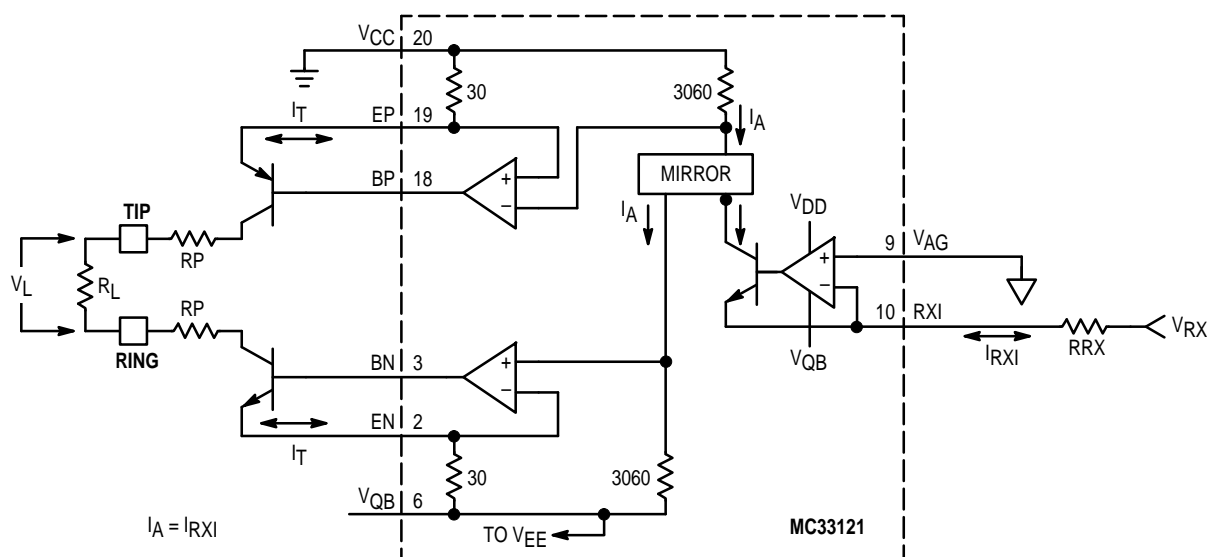 VCC 20
30
3060
IT
EP 19
IA
MIRROR
BP 18
+
−
TIP
IA
VDD
9 VAG
+
−
RP
VL
RL
RP
10 RXI
VRX
RING
VQB
IRXI
RRX
BN 3
+
−
EN 2
IT
30
3060
VQB 6
IA = IRXI
TO VEE
MC33121